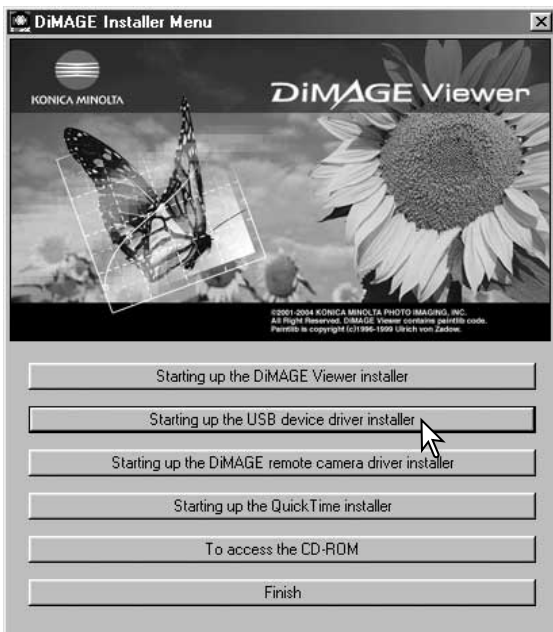 DiMAGE Installer Menu
KONICA MINOLTA
DiMAGE Viewer
©2001-2004 KONICA MINOLTA PHOTO IMAGING, INC.
All Right Reserved. DiMAGE Viewer contains paintlib code.
Paintlib is copyright (c)1996-1999 Ulrich von Zadow.
Starting up the DiMAGE Viewer installer
Starting up the USB device driver installer
Starting up the DiMAGE remote camera driver installer
Starting up the QuickTime installer
To access the CD-ROM
Finish